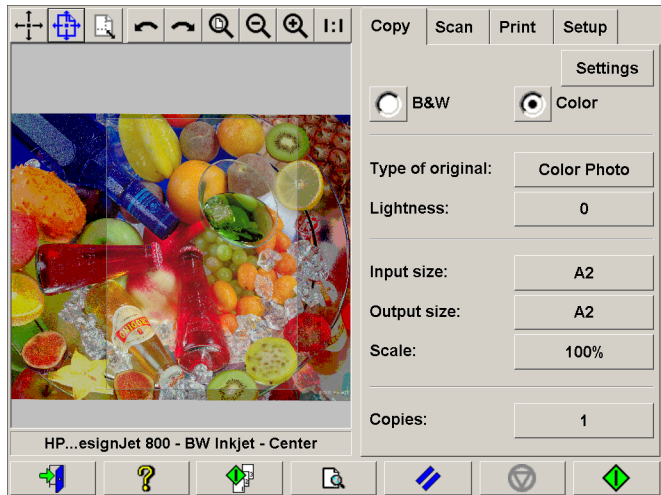 1:1
Copy Scan Print Setup
Settings
B&W Color
Type of original: Color Photo
Lightness: 0
Input size: A2
Output size: A2
Scale: 100%
Copies: 1
HP...esignJet 800 - BW Inkjet - Center